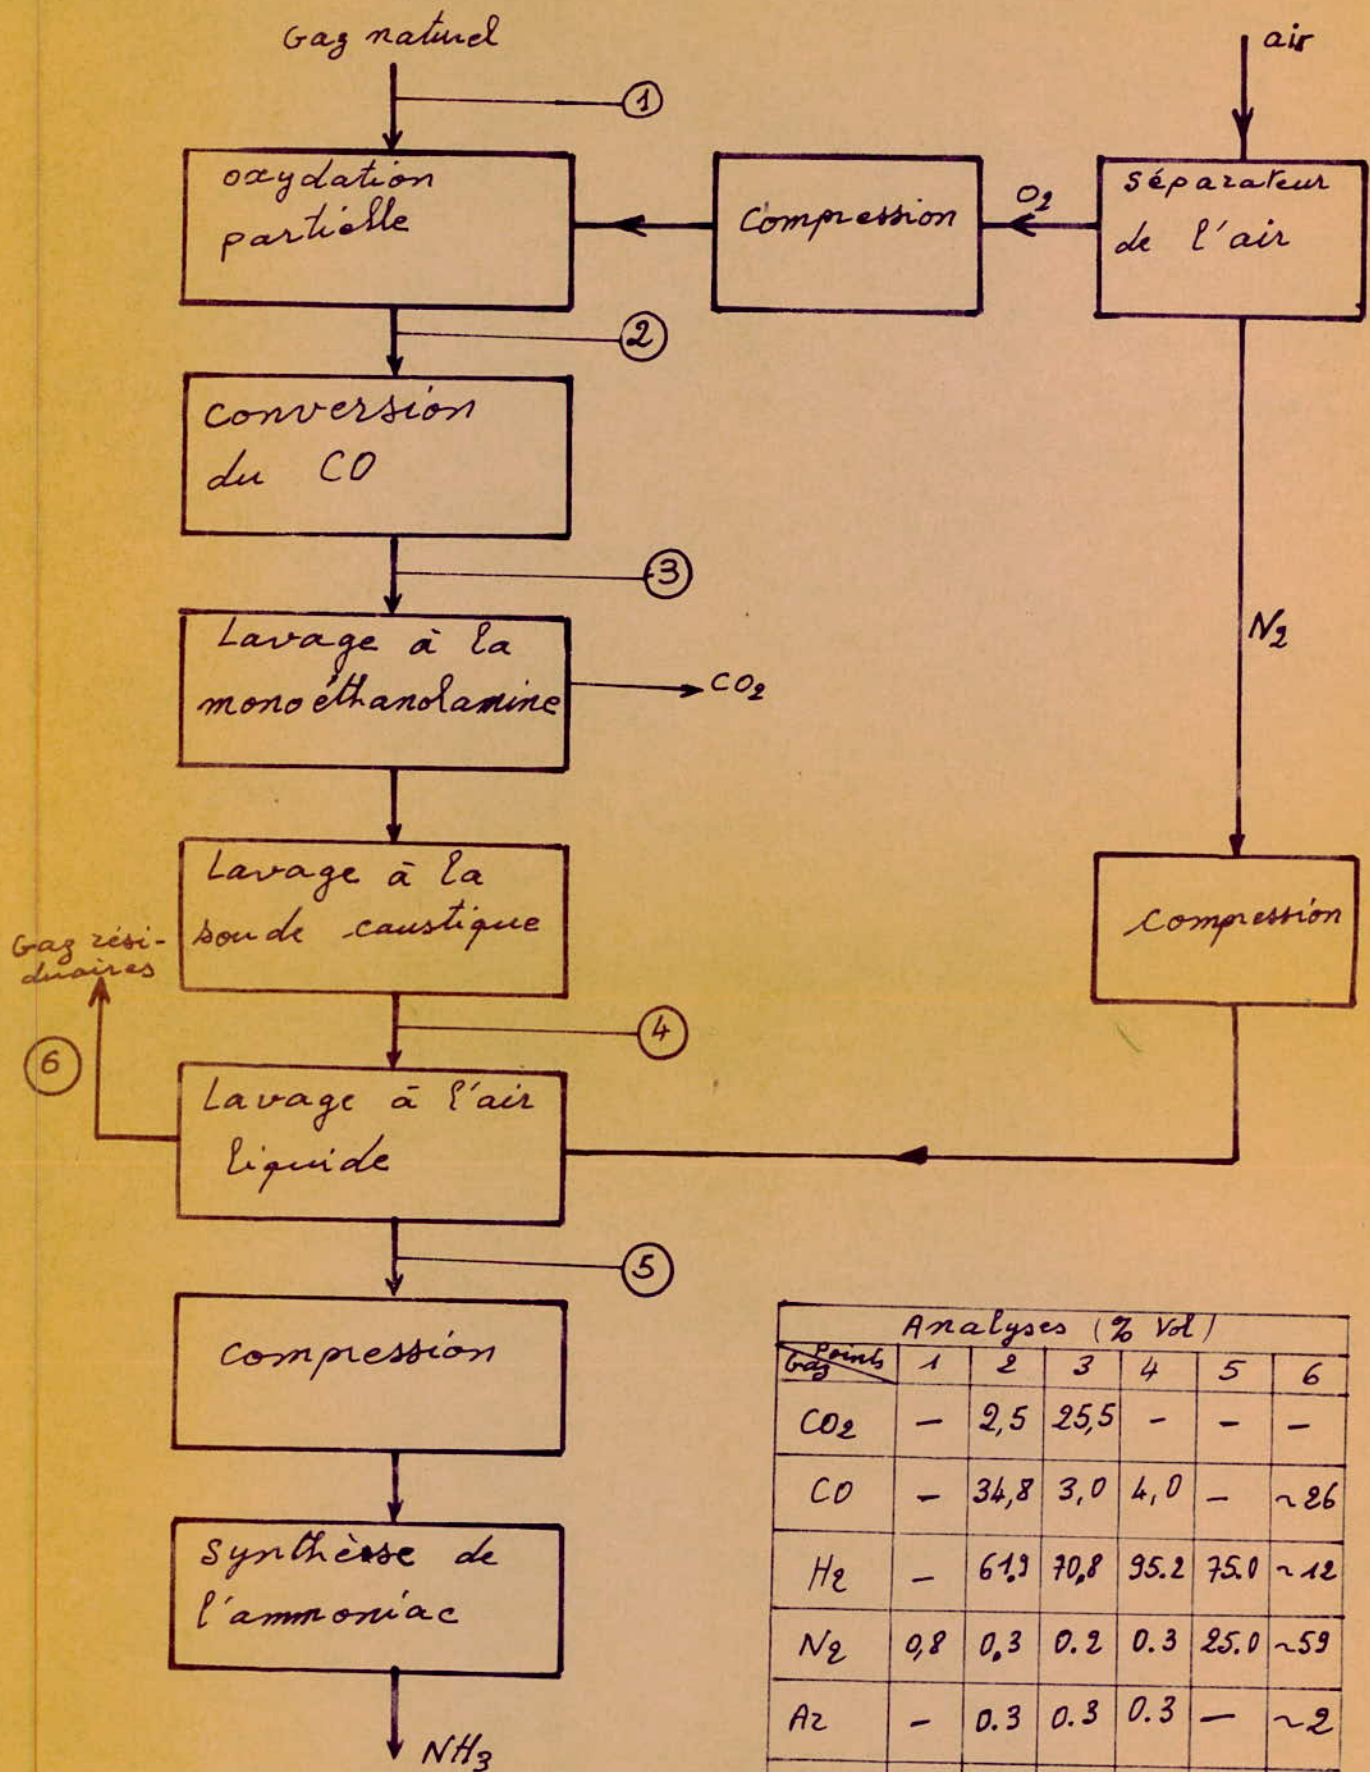 Gaz naturel
air
①
oxydation
partielle
Compression
O2
séparateur
de l'air
②
conversion
du CO
③
Lavage à la
monoéthanolamine
CO2
N2
Lavage à la
soude caustique
Compression
Gaz rési-
duaires
④
⑥
Lavage à l'air
liquide
⑤
compression
synthèse de
l'ammoniac
NH3
Analyses (% Vol)
Gaz Points 1 2 3 4 5 6
CO2 — 2,5 25,5 - - —
CO — 34,8 3,0 4,0 — ~26
H2 — 61.9 70,8 95.2 75.0 ~12
N2 0,8 0,3 0.2 0.3 25.0 ~59
Ar - 0.3 0.3 0.3 — ~2